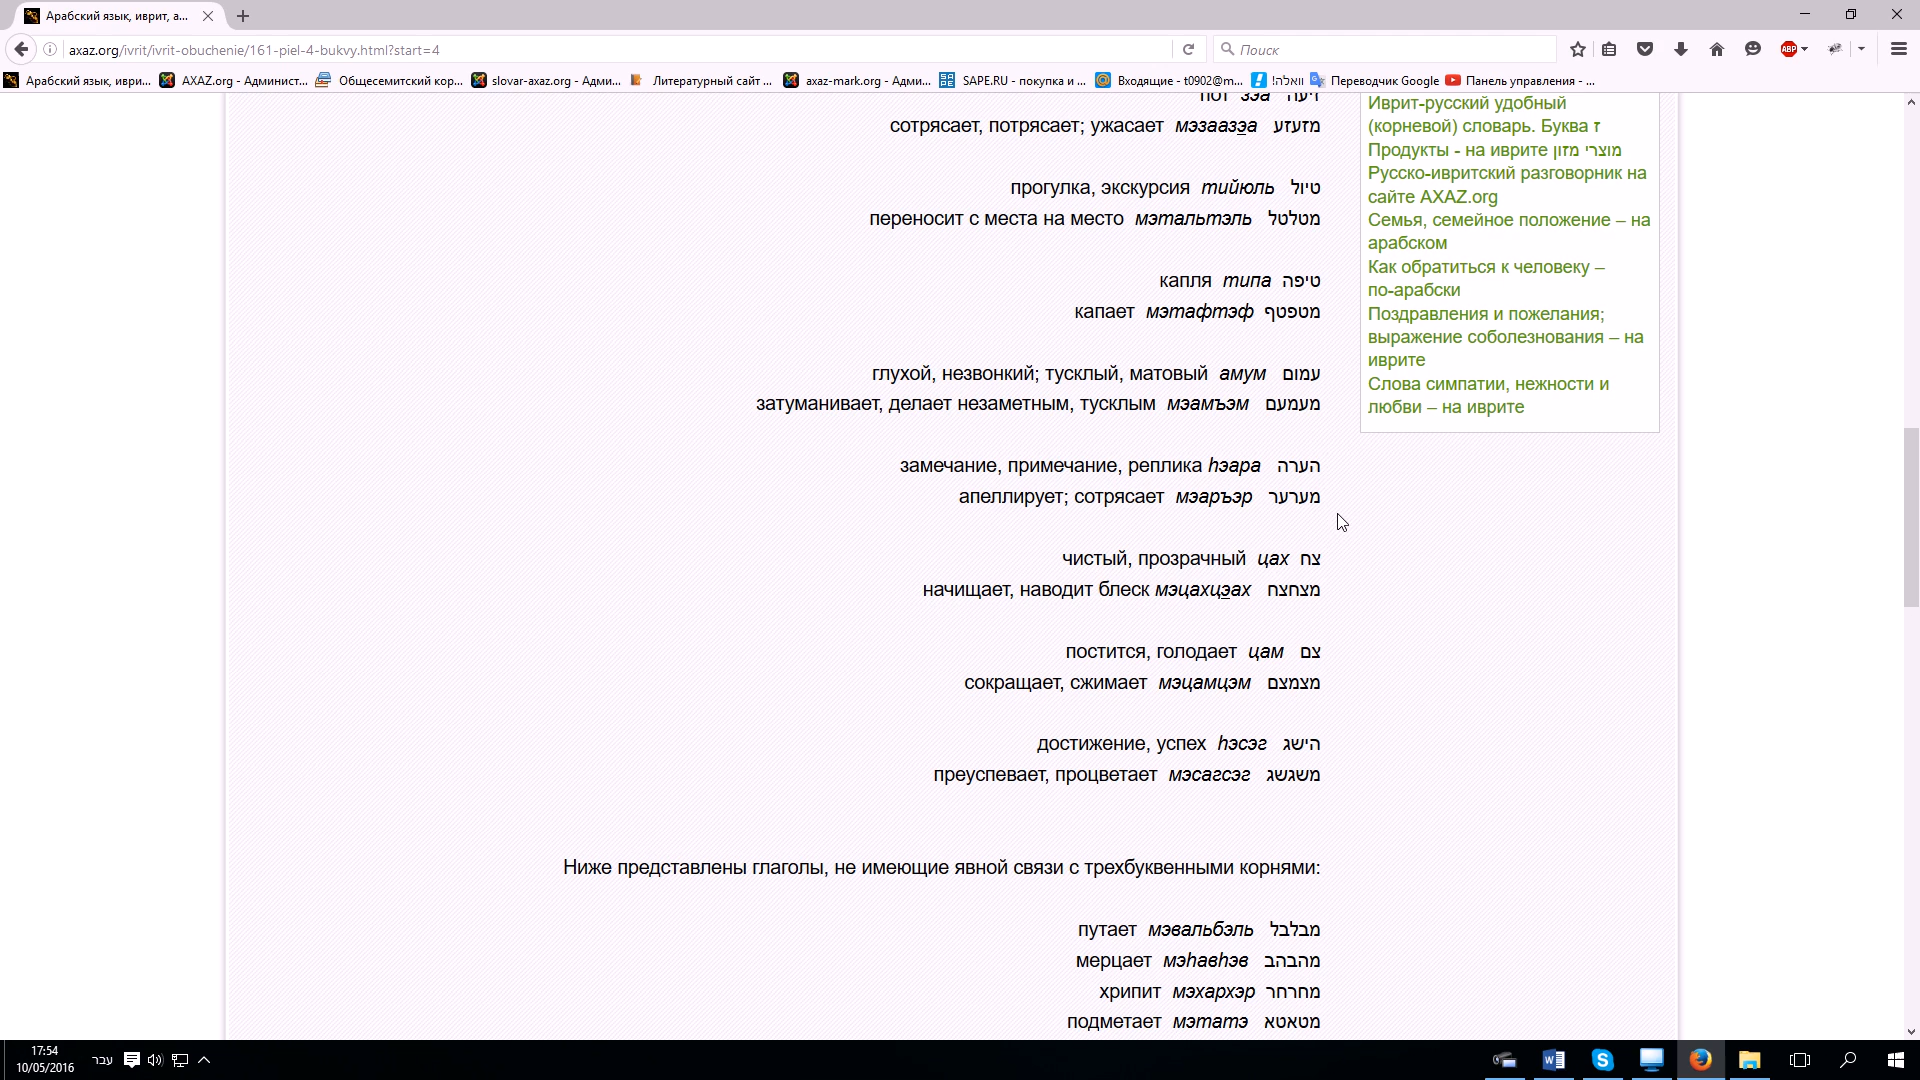 Арабский язык, иврит, а...
axaz.org/ivrit/ivrit-obuchenie/161-piel-4-bukvy.html?start=4
Поиск
ABP
Арабский язык, иври...
AXAZ.org - Админист...
Общесемитский кор...
slovar-axaz.org - Адми...
Литературный сайт ...
axaz-mark.org - Адми...
SAPE.RU - покупка и ...
Входящие - t0902@m...
וואלה!
Переводчик Google
Панель управления - ...
пот зэа זיעה
сотрясает, потрясает; ужасает мэзаазэа מזעזע
прогулка, экскурсия тийюль טיול
переносит с места на место мэтальтэль מטלטל
капля типа טיפה
капает мэтафтэф מטפטף
глухой, незвонкий; тусклый, матовый амум עמום
затуманивает, делает незаметным, тусклым мэамъэм מעמעם
замечание, примечание, реплика hэара הערה
апеллирует; сотрясает мэаръэр מערער
чистый, прозрачный цах צח
начищает, наводит блеск мэцахцэах מצחצח
постится, голодает цам צם
сокращает, сжимает мэцамцэм מצמצם
достижение, успех hэсэг הישג
преуспевает, процветает мэсагсэг משגשג
Ниже представлены глаголы, не имеющие явной связи с трехбуквенными корнями:
путает мэвальбэль מבלבל
мерцает мэhавhэв מהבהב
хрипит мэхархэр מחרחר
подметает мэтатэ מטאטא
Иврит-русский удобный
(корневой) словарь. Буква ז
Продукты - на иврите מוצרי מזון
Русско-ивритский разговорник на
сайте AXAZ.org
Семья, семейное положение – на
арабском
Как обратиться к человеку –
по-арабски
Поздравления и пожелания;
выражение соболезнования – на
иврите
Слова симпатии, нежности и
любви – на иврите
17:54
10/05/2016
עבר